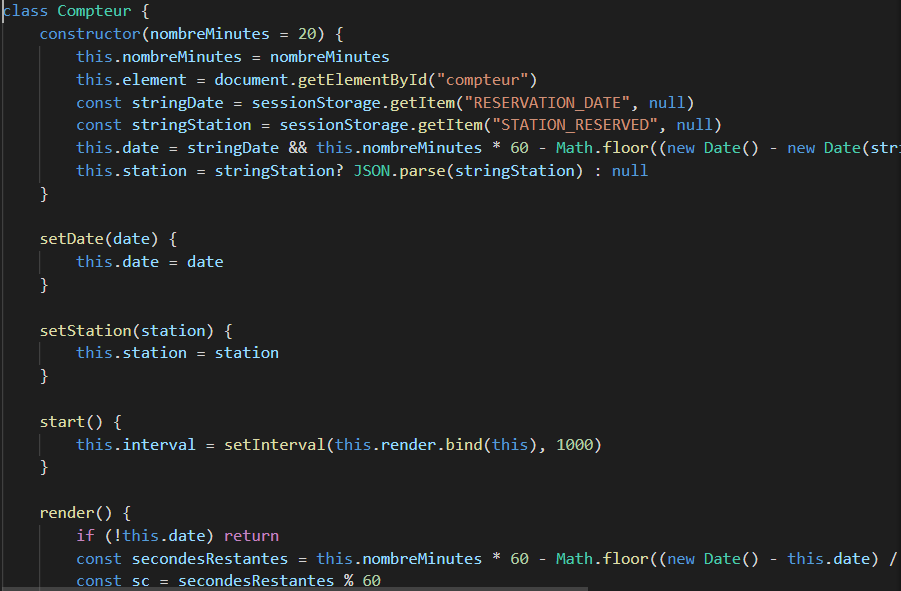 class Compteur {
constructor(nombreMinutes = 20) {
this.nombreMinutes = nombreMinutes
this.element = document.getElementById("compteur")
const stringDate = sessionStorage.getItem("RESERVATION_DATE", null)
const stringStation = sessionStorage.getItem("STATION_RESERVED", null)
this.date = stringDate && this.nombreMinutes * 60 - Math.floor((new Date() - new Date(stri
this.station = stringStation? JSON.parse(stringStation) : null
}
setDate(date) {
this.date = date
}
setStation(station) {
this.station = station
}
start() {
this.interval = setInterval(this.render.bind(this), 1000)
}
render() {
if (!this.date) return
const secondesRestantes = this.nombreMinutes * 60 - Math.floor((new Date() - this.date) /
const sc = secondesRestantes % 60